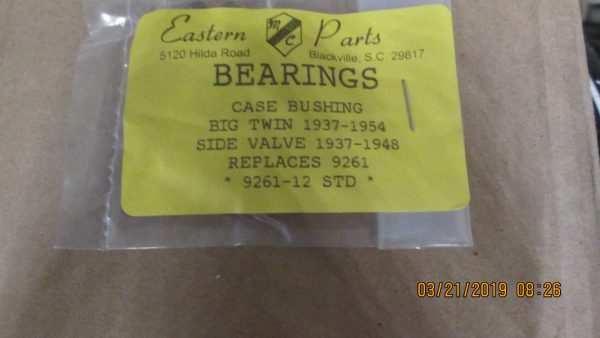 Eastern MC Parts
5120 Hilda Road Blackville, S.C. 29817
BEARINGS
CASE BUSHING
BIG TWIN 1937-1954
SIDE VALVE 1937-1948
REPLACES 9261
* 9261-12 STD *
03/21/2019 08:26